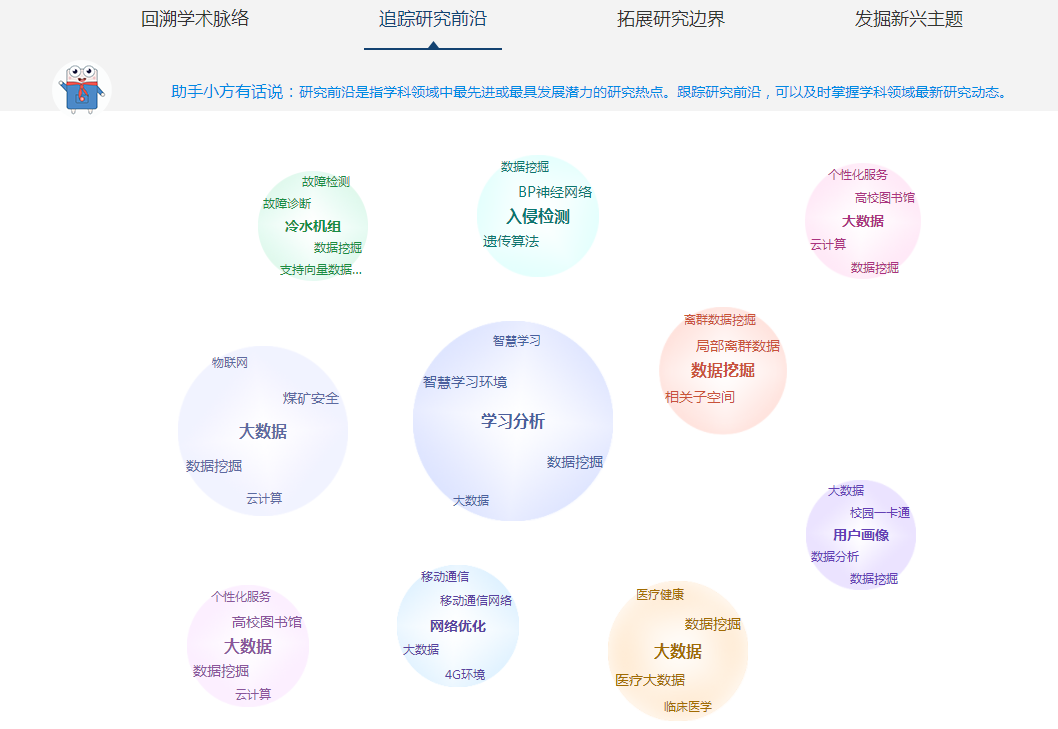 回溯学术脉络
追踪研究前沿
拓展研究边界
发掘新兴主题
助手小方有话说：研究前沿是指学科领域中最先进或最具发展潜力的研究热点。跟踪研究前沿，可以及时掌握学科领域最新研究动态。
故障检测
故障诊断
冷水机组
数据挖掘
支持向量数据...
数据挖掘
BP神经网络
入侵检测
遗传算法
个性化服务
高校图书馆
大数据
云计算
数据挖掘
物联网
煤矿安全
大数据
数据挖掘
云计算
智慧学习
智慧学习环境
学习分析
数据挖掘
大数据
离群数据挖掘
局部离群数据
数据挖掘
相关子空间
大数据
校园一卡通
用户画像
数据分析
数据挖掘
个性化服务
高校图书馆
大数据
数据挖掘
云计算
移动通信
移动通信网络
网络优化
大数据
4G环境
医疗健康
数据挖掘
大数据
医疗大数据
临床医学